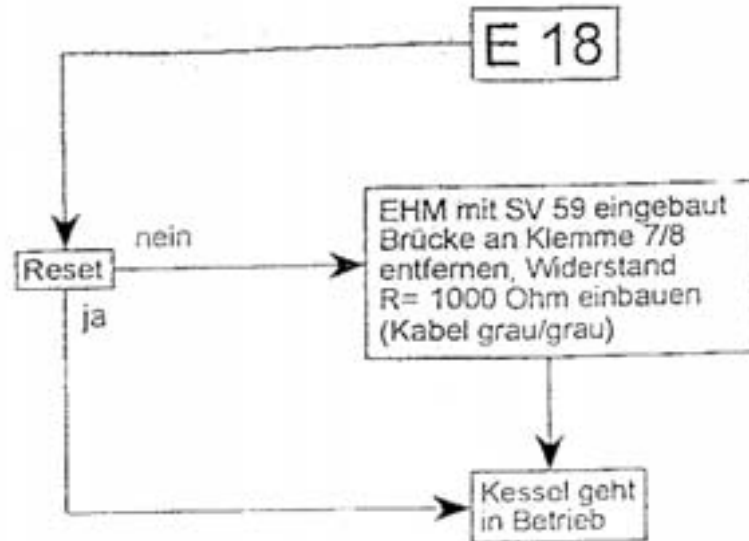 E 18
nein
Reset
ja
EHM mit SV 59 eingebaut
Brücke an Klemme 7/8
entfernen, Widerstand
R= 1000 Ohm einbauen
(Kabel grau/grau)
Kessel geht
in Betrieb